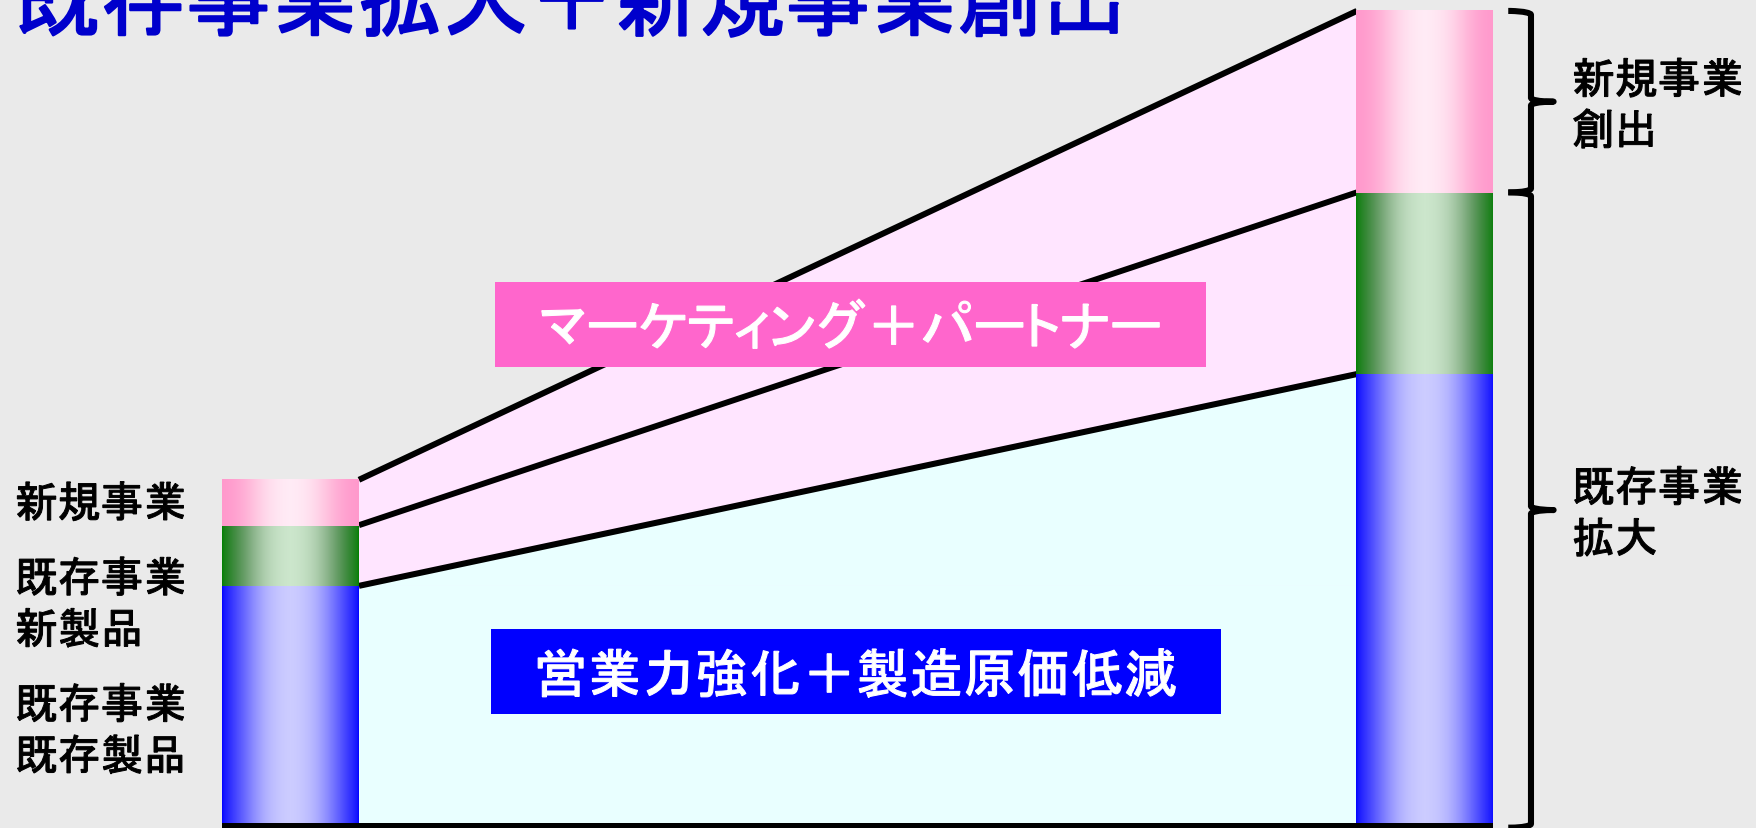 既存事業拡大＋新規事業創出
新規事業
創出
マーケティング＋パートナー
新規事業
既存事業
新製品
既存事業
既存製品
営業力強化＋製造原価低減
既存事業
拡大